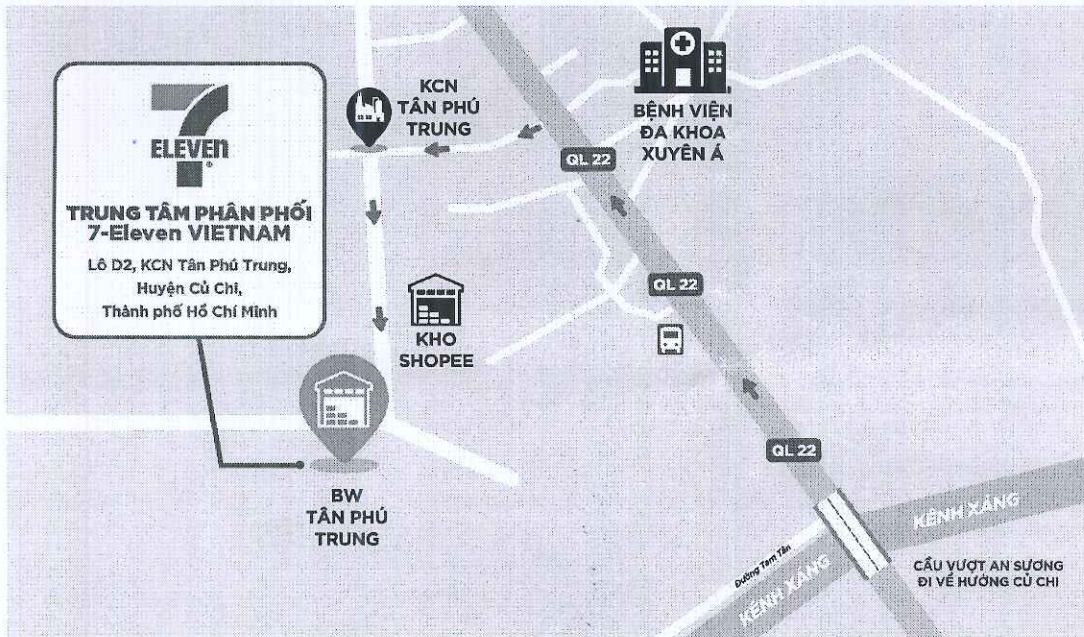 7
ELEVEN
®
TRUNG TÂM PHÂN PHỐI
7-Eleven VIETNAM
Lô D2, KCN Tân Phú Trung,
Huyện Củ Chi,
Thành phố Hồ Chí Minh
KCN
TÂN PHÚ
TRUNG
BỆNH VIỆN
ĐA KHOA
XUYÊN Á
QL 22
QL 22
KHO
SHOPEE
QL 22
BW
TÂN PHÚ
TRUNG
KÊNH XÁNG
Đường Tam Tân
KÊNH XÁNG
CẦU VƯỢT AN SƯƠNG
ĐI VỀ HƯỚNG CỦ CHI